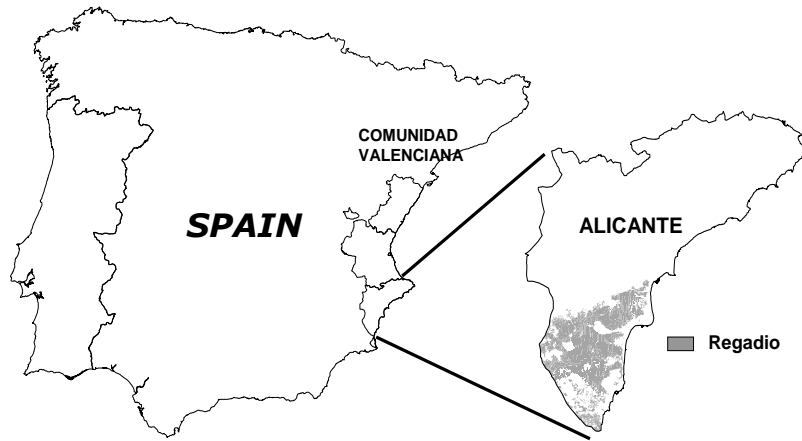 COMUNIDAD
VALENCIANA
SPAIN
ALICANTE
Regadio